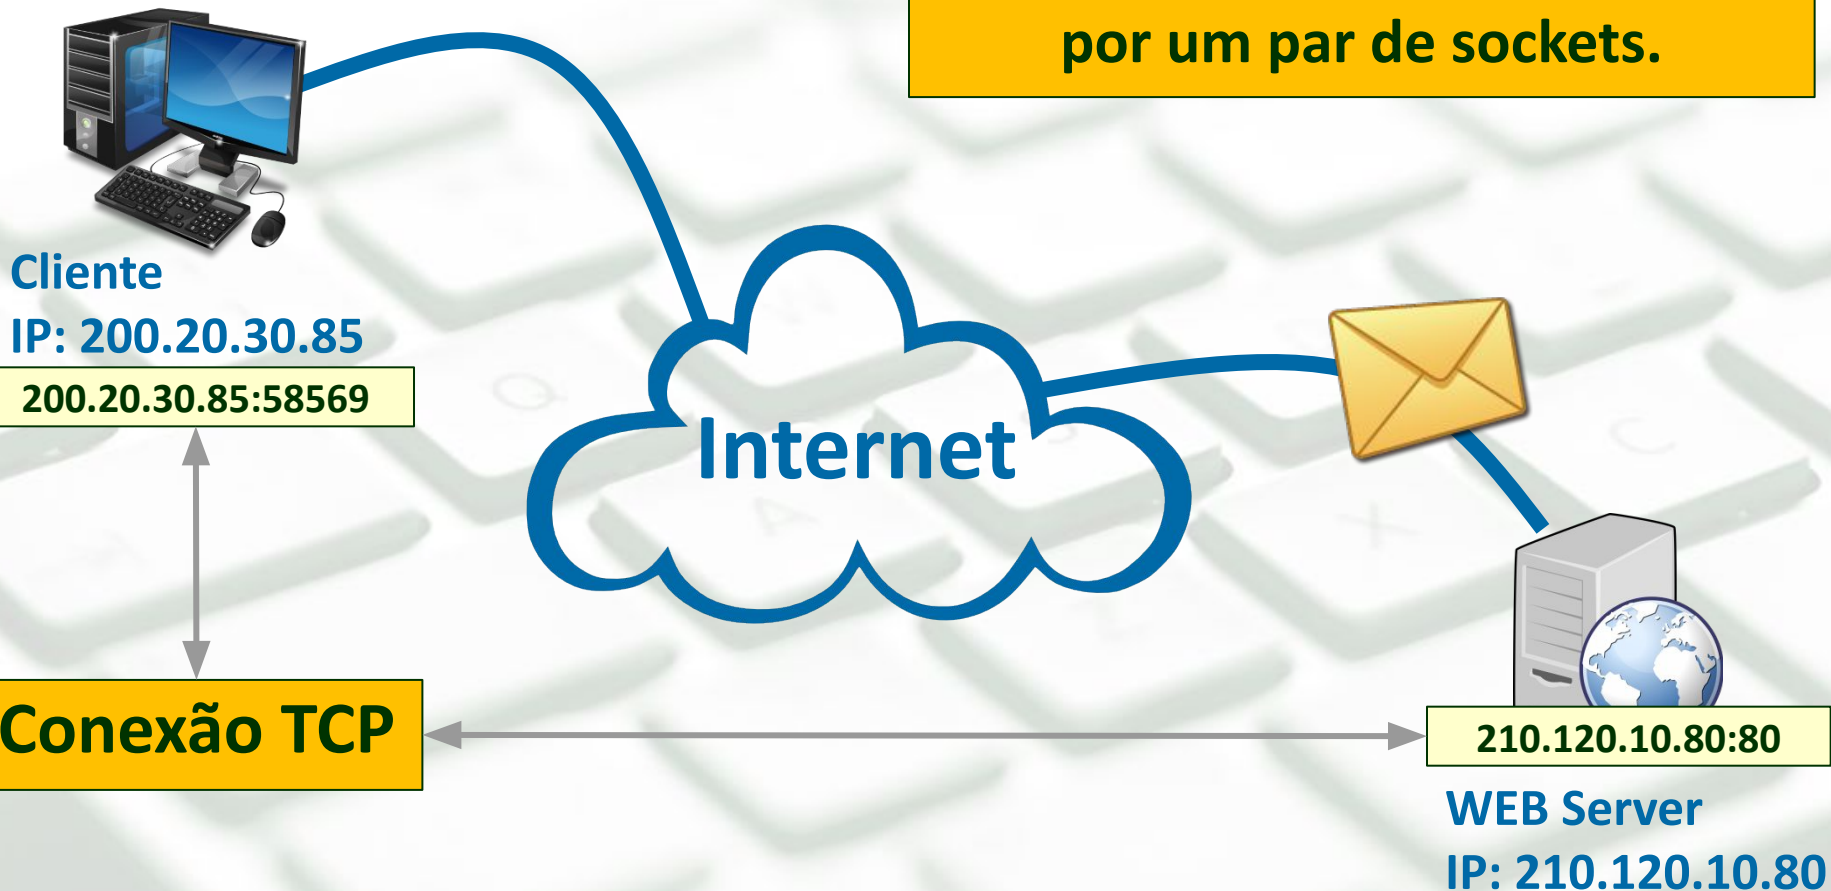 por um par de sockets.
Cliente
IP: 200.20.30.85
200.20.30.85:58569
Internet
Conexão TCP
210.120.10.80:80
WEB Server
IP: 210.120.10.80